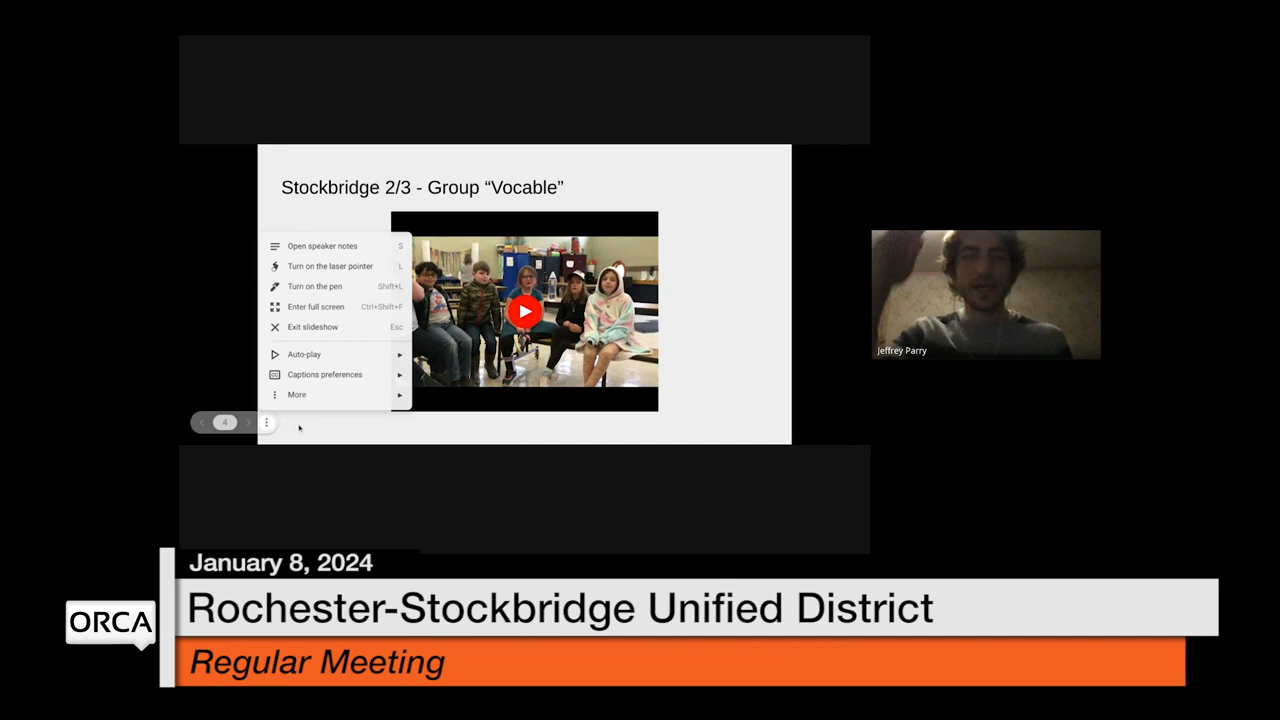 Stockbridge 2/3 - Group “Vocable”
Open speaker notes S
Turn on the laser pointer L
Turn on the pen Shift+L
Enter full screen Ctrl+Shift+F
Exit slideshow Esc
Auto-play
CC Captions preferences
More
4
Jeffrey Parry
January 8, 2024
ORCA
Rochester-Stockbridge Unified District
Regular Meeting